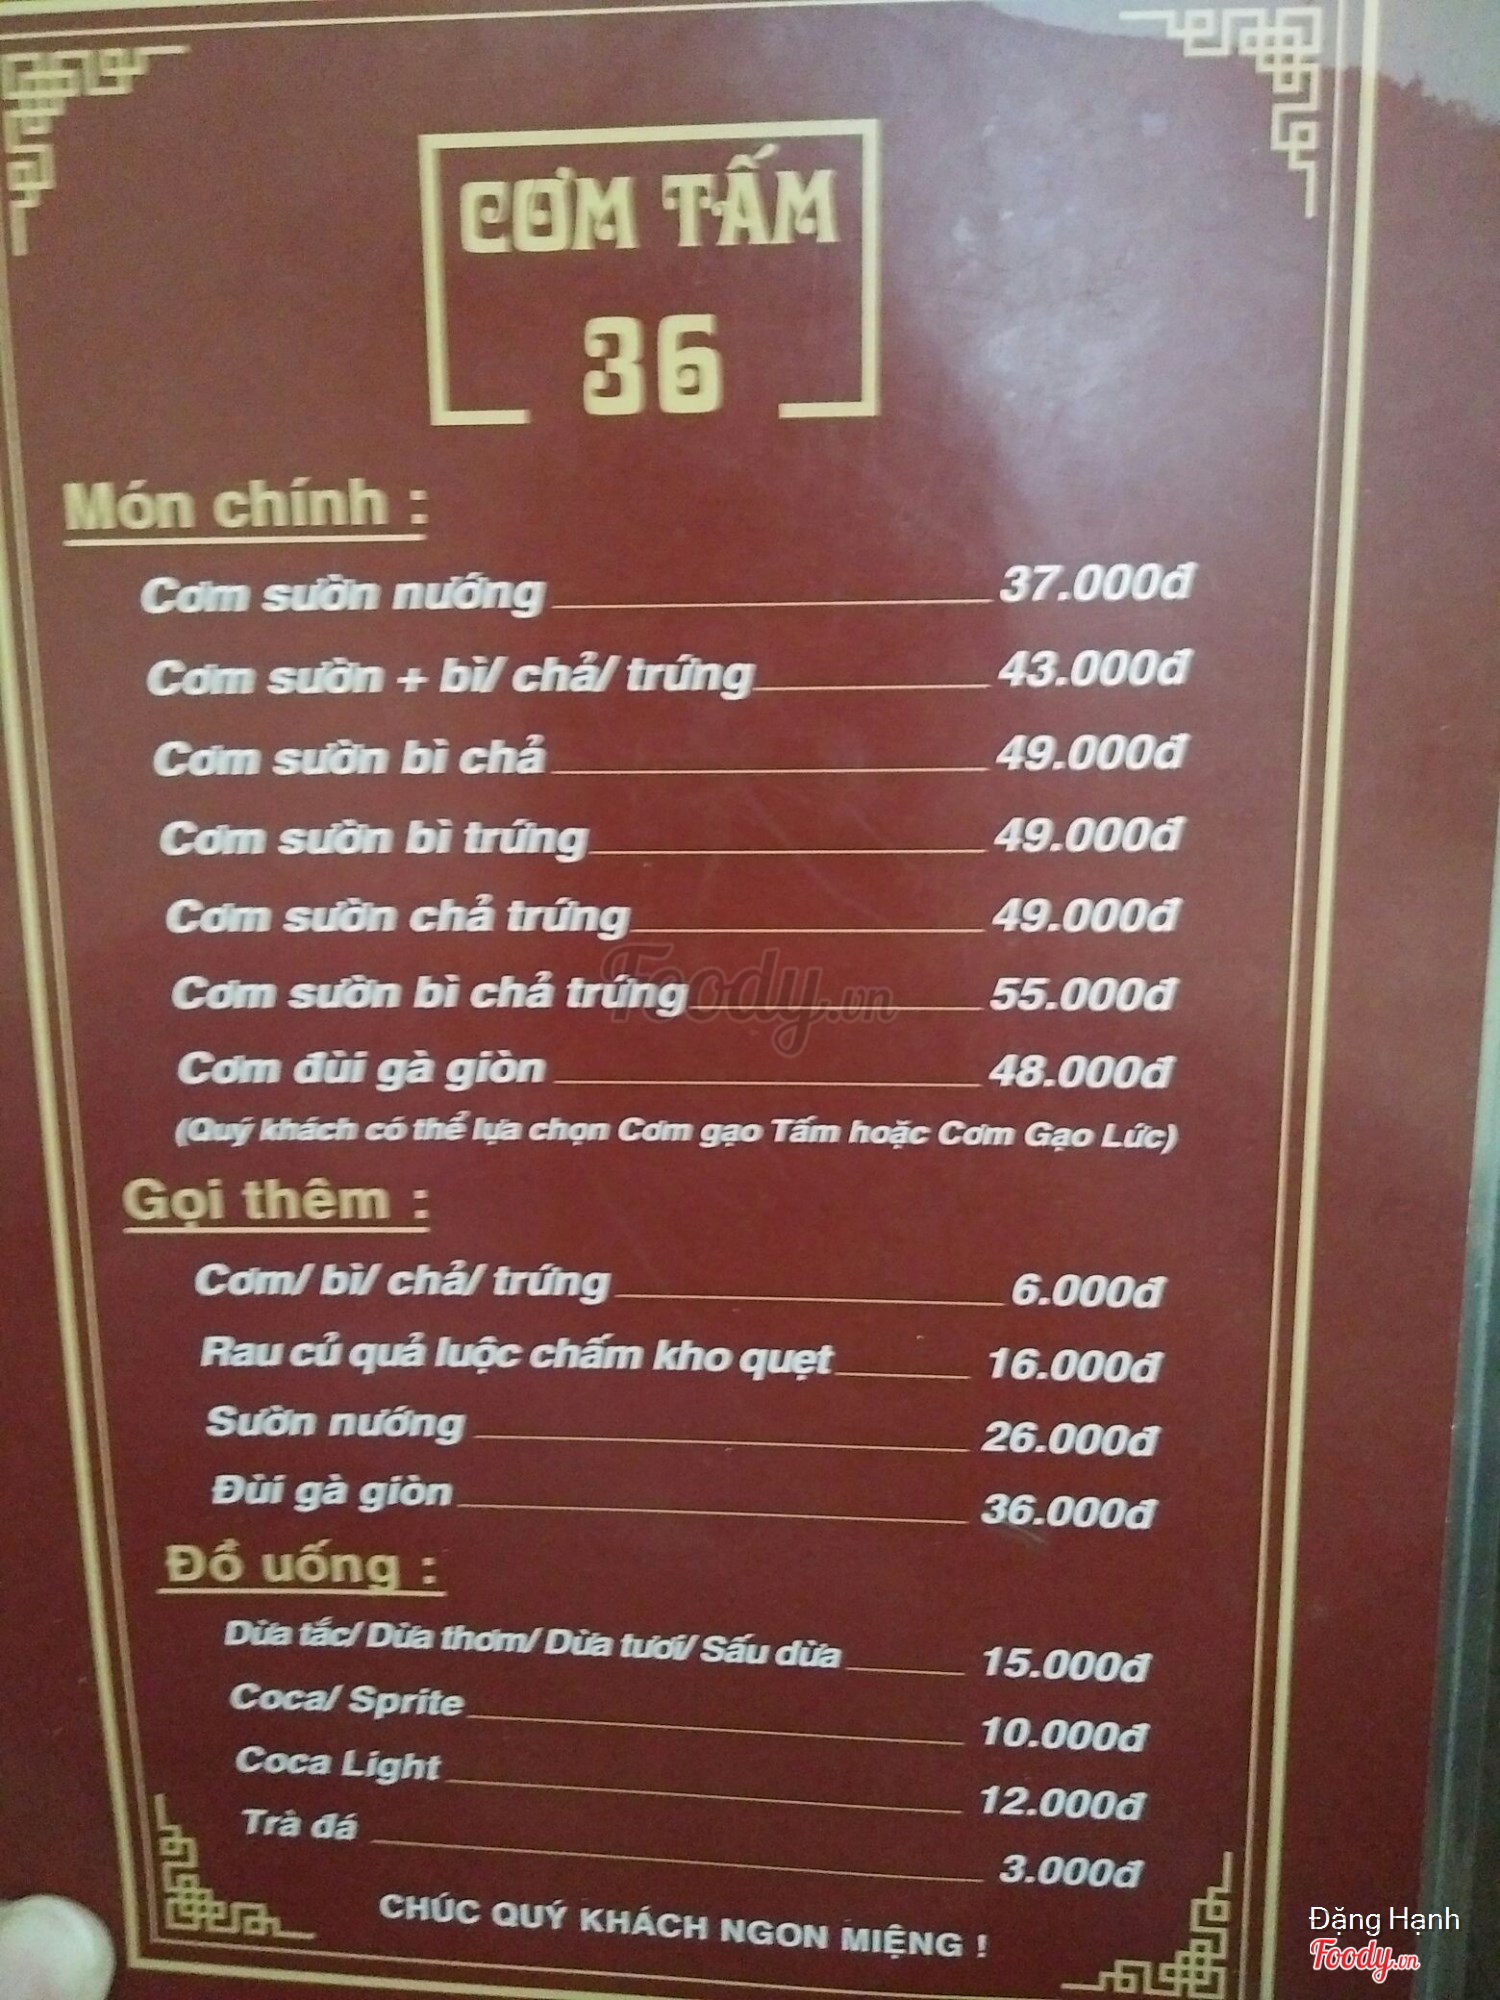 CƠM TẤM
36
Món chính :
Cơm sườn nướng 37.000đ
Cơm sườn + bì/ chả/ trứng 43.000đ
Cơm sườn bì chả 49.000đ
Cơm sườn bì trứng 49.000đ
Cơm sườn chả trứng 49.000đ
Cơm sườn bì chả trứng 55.000đ
Cơm đùi gà giòn 48.000đ
(Quý khách có thể lựa chọn Cơm gạo Tấm hoặc Cơm Gạo Lức)
Gọi thêm :
Cơm/ bì/ chả/ trứng 6.000đ
Rau củ quả luộc chấm kho quẹt 16.000đ
Sườn nướng 26.000đ
Đùi gà giòn 36.000đ
Đồ uống :
Dừa tắc/ Dừa thơm/ Dừa tươi/ Sấu dừa 15.000đ
Coca/ Sprite 10.000đ
Coca Light 12.000đ
Trà đá 3.000đ
CHÚC QUÝ KHÁCH NGON MIỆNG !
Foody.vn
Đặng Hạnh
Foody.vn